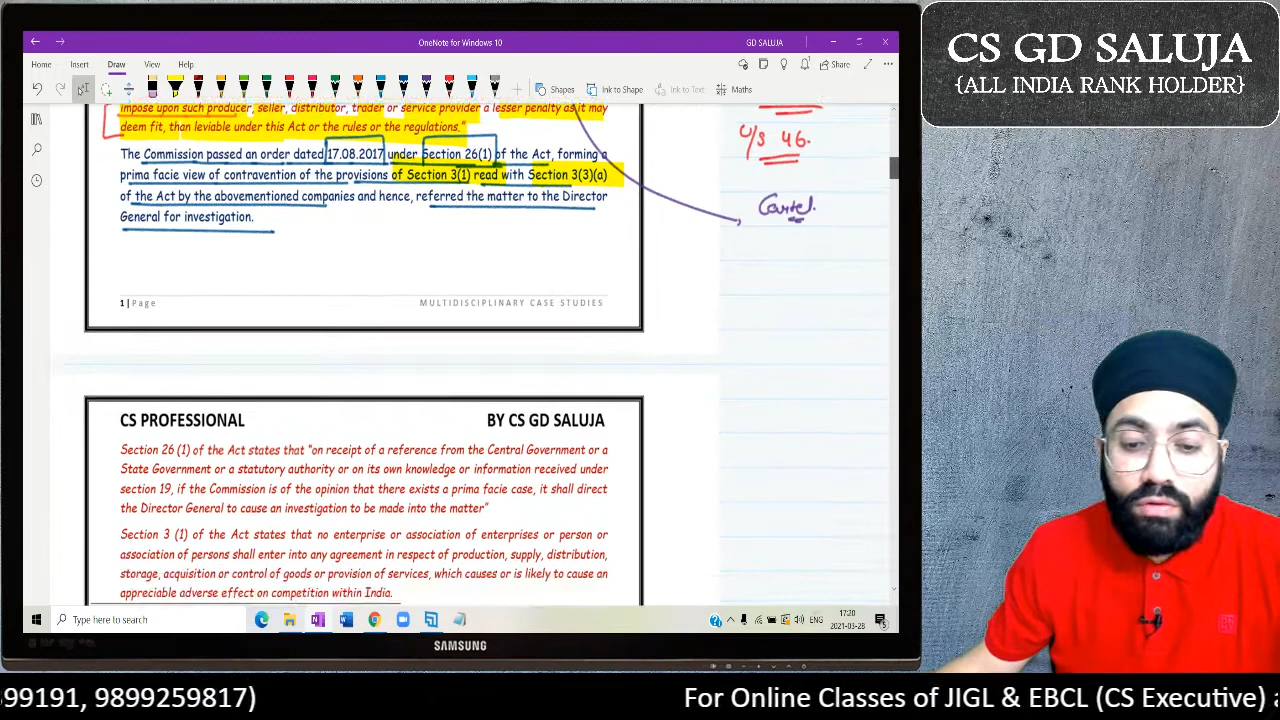 OneNote for Windows 10
GD SALUJA
Home Insert Draw View Help
Share
Shapes
Ink to Shape
Ink to Text
Maths
impose upon such producer, seller, distributor, trader or service provider a lesser penalty as it may
deem fit, than leviable under this Act or the rules or the regulations."
The Commission passed an order dated 17.08.2017 under Section 26(1) of the Act, forming a
prima facie view of contravention of the provisions of Section 3(1) read with Section 3(3)(a)
of the Act by the abovementioned companies and hence, referred the matter to the Director
General for investigation.
U/S 46.
Cartel.
1 | Page
MULTIDISCIPLINARY CASE STUDIES
CS PROFESSIONAL
BY CS GD SALUJA
Section 26 (1) of the Act states that "on receipt of a reference from the Central Government or a
State Government or a statutory authority or on its own knowledge or information received under
section 19, if the Commission is of the opinion that there exists a prima facie case, it shall direct
the Director General to cause an investigation to be made into the matter"
Section 3 (1) of the Act states that no enterprise or association of enterprises or person or
association of persons shall enter into any agreement in respect of production, supply, distribution,
storage, acquisition or control of goods or provision of services, which causes or is likely to cause an
appreciable adverse effect on competition within India.
Type here to search
ENG
17:20
2021-03-28
SAMSUNG
CS GD SALUJA
{ALL INDIA RANK HOLDER}
99191, 9899259817)
For Online Classes of JIGL & EBCL (CS Executive)